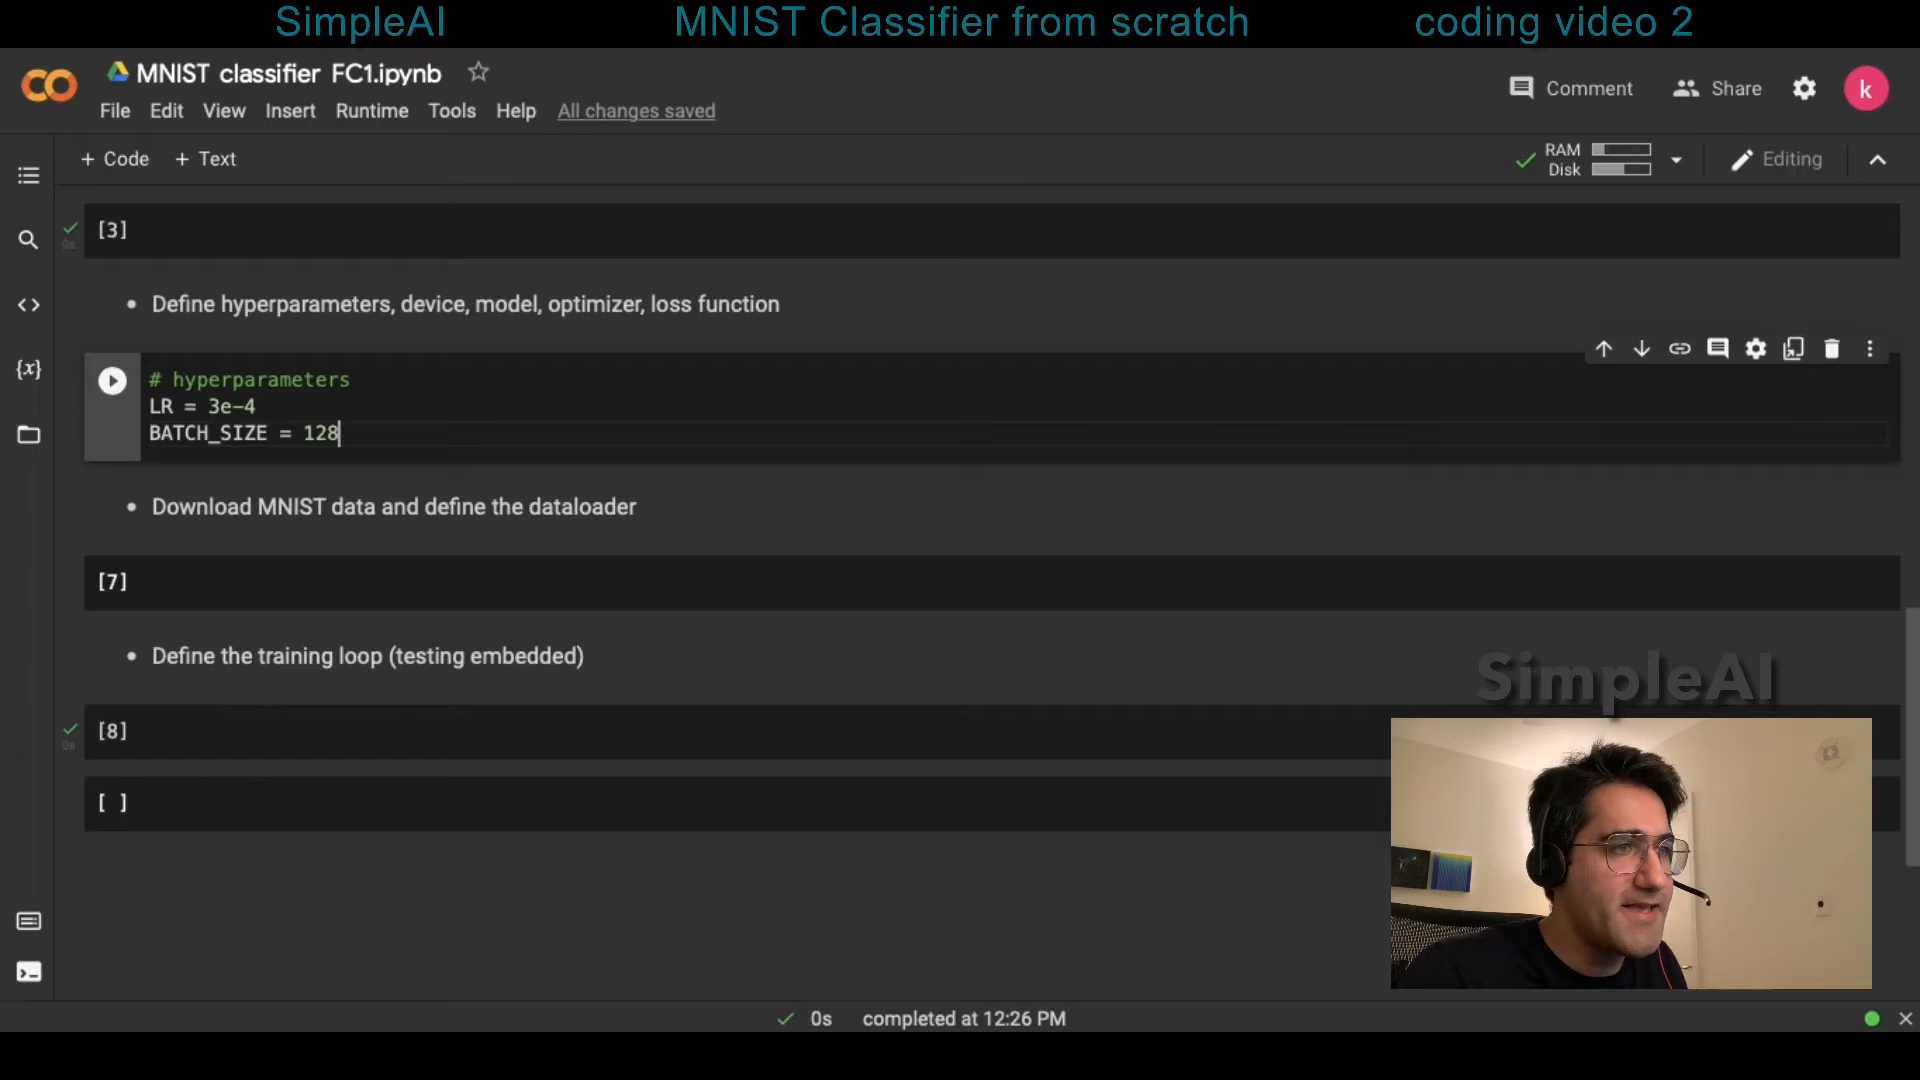 SimpleAI MNIST Classifier from scratch coding video 2
MNIST classifier FC1.ipynb
Comment Share k
File Edit View Insert Runtime Tools Help All changes saved
+ Code + Text
RAM
Disk
Editing
[3]
0s
• Define hyperparameters, device, model, optimizer, loss function
# hyperparameters
LR = 3e-4
BATCH_SIZE = 128
{x}
• Download MNIST data and define the dataloader
[7]
• Define the training loop (testing embedded)
SimpleAI
[8]
0s
[ ]
0s completed at 12:26 PM